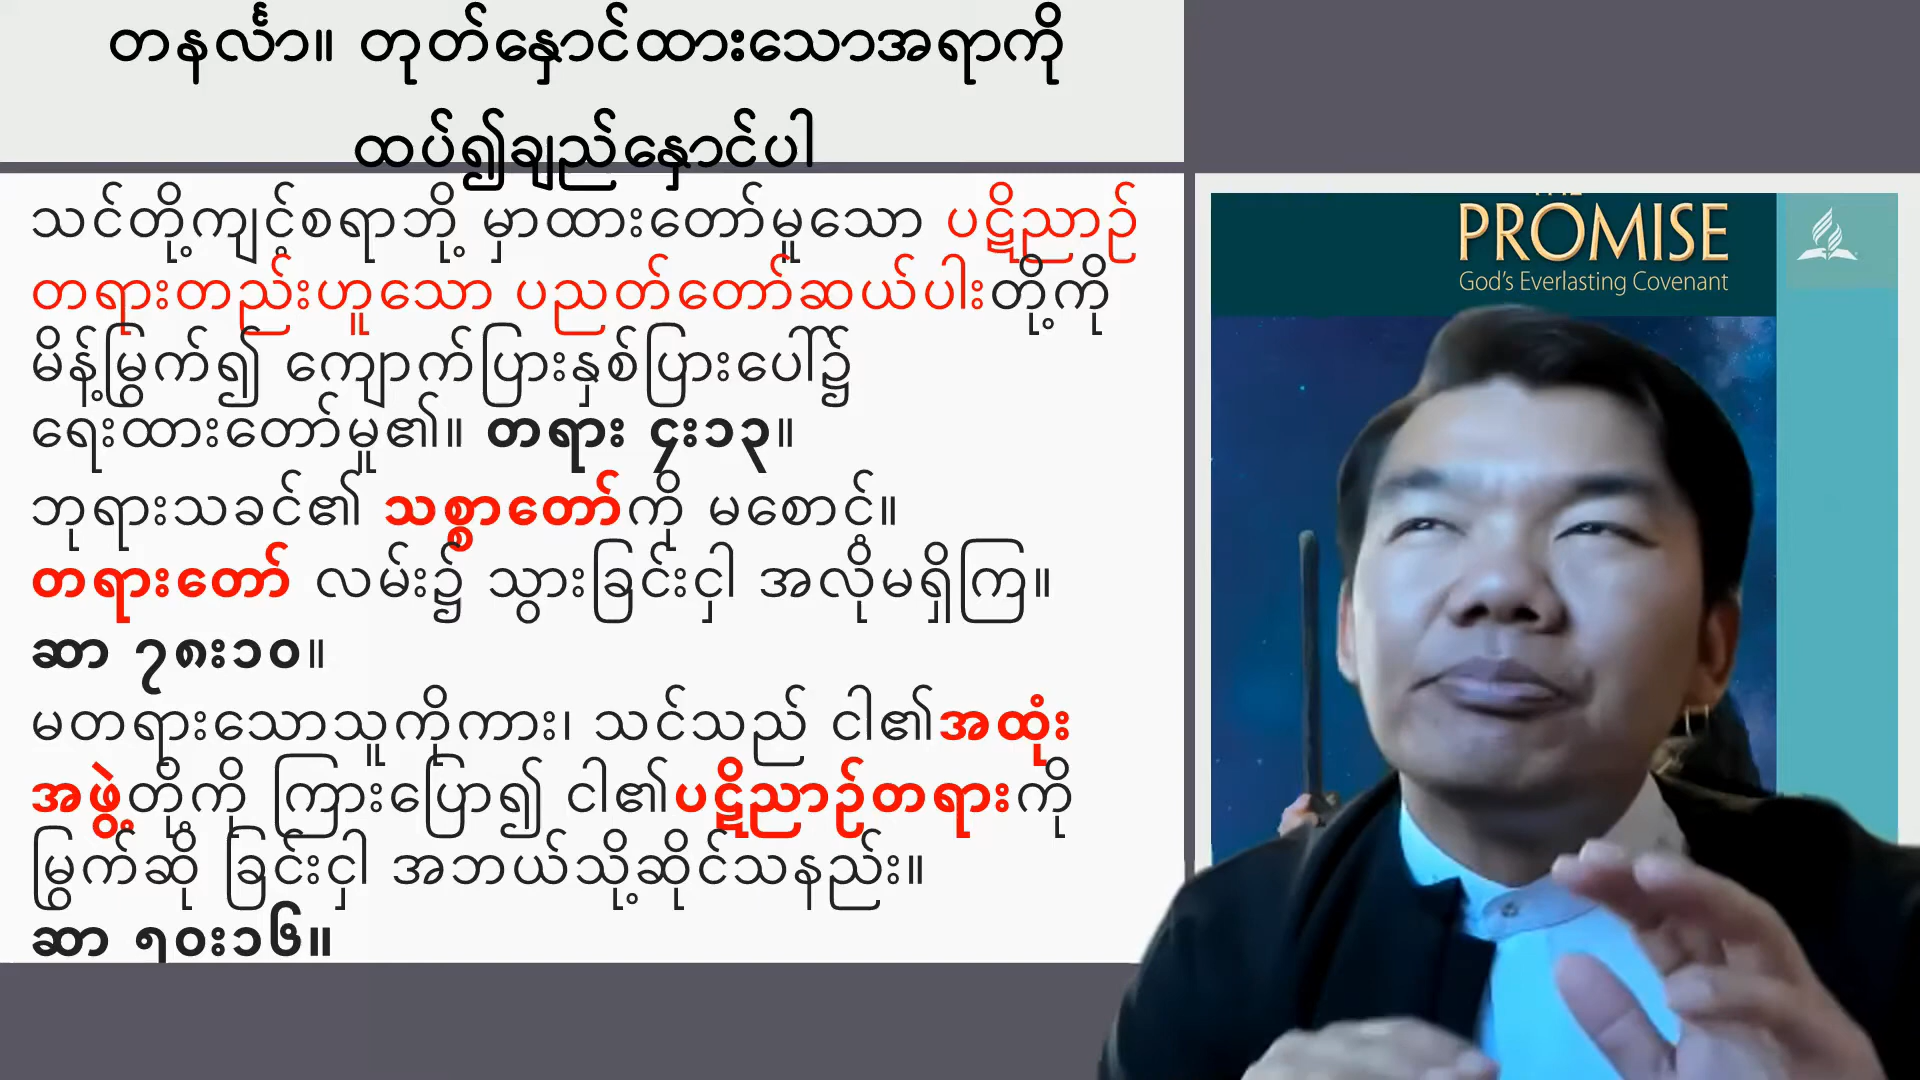 တနင်္လာ။ တုတ်နှောင်ထားသောအရာကို
ထပ်၍ချည်နှောင်ပါ
သင်တို့ကျင့်စရာဘို့ မှာထားတော်မူသော ပဋိညာဉ်
တရားတည်းဟူသော ပညတ်တော်ဆယ်ပါးတို့ကို
မိန့်မြွက်၍ ကျောက်ပြားနှစ်ပြားပေါ်၌
ရေးထားတော်မူ၏။ တရား ၄း၁၃။
ဘုရားသခင်၏ သစ္စာတော်ကို မစောင့်။
တရားတော် လမ်း၌ သွားခြင်းငှါ အလိုမရှိကြ။
ဆာ ၇၈း၁၀။
မတရားသောသူကိုကား၊ သင်သည် ငါ၏အထုံး
အဖွဲ့တို့ကို ကြားပြော၍ ငါ၏ပဋိညာဉ်တရားကို
မြွက်ဆို ခြင်းငှါ အဘယ်သို့ဆိုင်သနည်း။
ဆာ ၅၀း၁၆။
THE
PROMISE
God's Everlasting Covenant